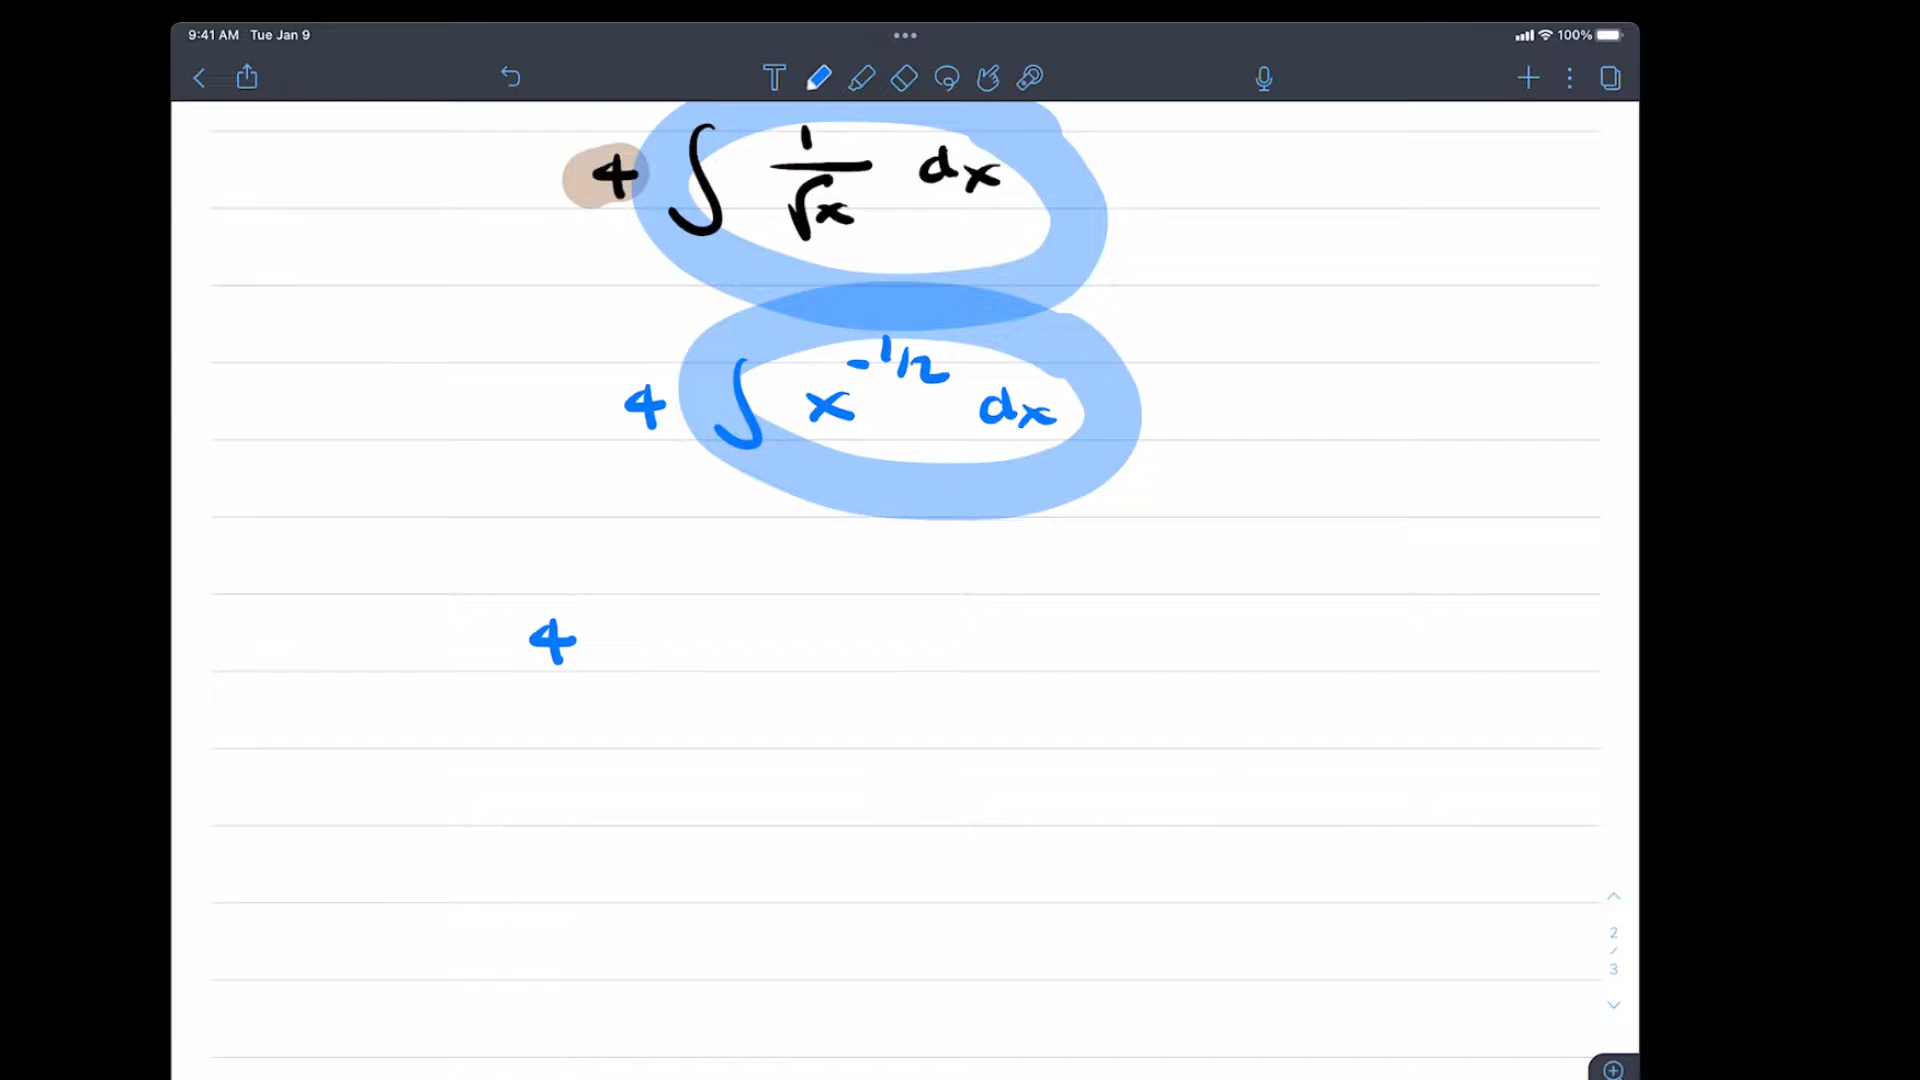 9:41 AM Tue Jan 9 100%
4 ∫ 1/√x dx
4 ∫ x^(-1/2) dx
4
2
/
3